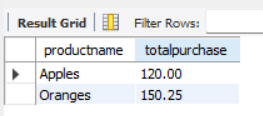 Result Grid Filter Rows:
productname totalpurchase
Apples 120.00
Oranges 150.25